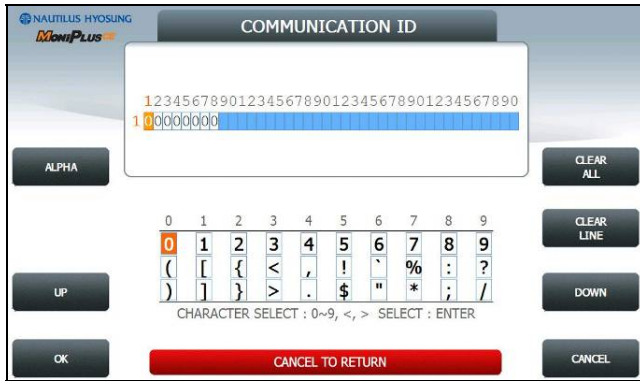 NAUTILUS HYOSUNG
MoniPlusCE
COMMUNICATION ID
1234567890123456789012345678901234567890
1 00000000
ALPHA
CLEAR ALL
0 1 2 3 4 5 6 7 8 9
0 1 2 3 4 5 6 7 8 9
( [ { < , ! ` % : ?
) ] } > . $ " * ; /
CLEAR LINE
UP
DOWN
CHARACTER SELECT : 0~9, <, > SELECT : ENTER
OK
CANCEL TO RETURN
CANCEL